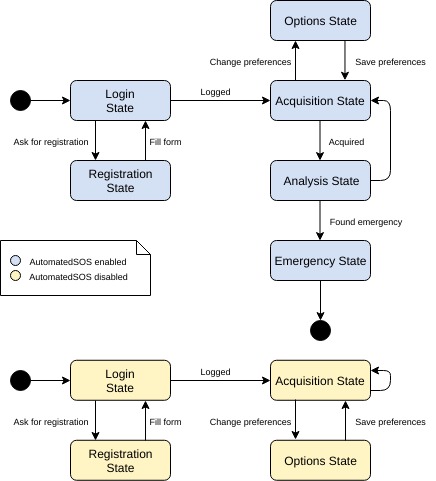 Options State
Change preferences
Save preferences
Login
State
Logged
Acquisition State
Ask for registration
Fill form
Acquired
Registration
State
Analysis State
Found emergency
AutomatedSOS enabled
AutomatedSOS disabled
Emergency State
Login
State
Logged
Acquisition State
Ask for registration
Fill form
Change preferences
Save preferences
Registration
State
Options State